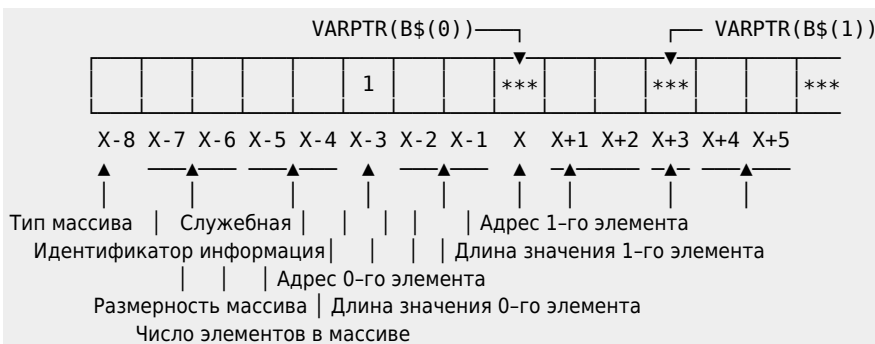 VARPTR(B$(0)) VARPTR(B$(1))
1 *** *** ***
X-8 X-7 X-6 X-5 X-4 X-3 X-2 X-1 X X+1 X+2 X+3 X+4 X+5
Тип массива │ Служебная │ │ │ │ │ Адрес 1–го элемента
Идентификатор информация│ │ │ │ Длина значения 1–го элемента
│ │ │ Адрес 0–го элемента
Размерность массива │ Длина значения 0–го элемента
Число элементов в массиве